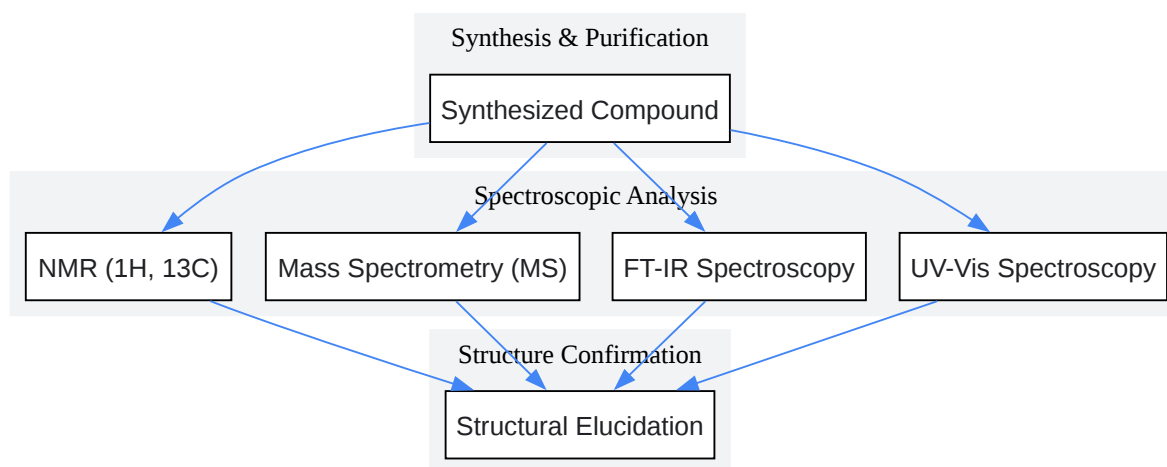 Synthesis & Purification
Synthesized Compound
Spectroscopic Analysis
NMR (1H, 13C)
Mass Spectrometry (MS)
FT-IR Spectroscopy
UV-Vis Spectroscopy
Structure Confirmation
Structural Elucidation